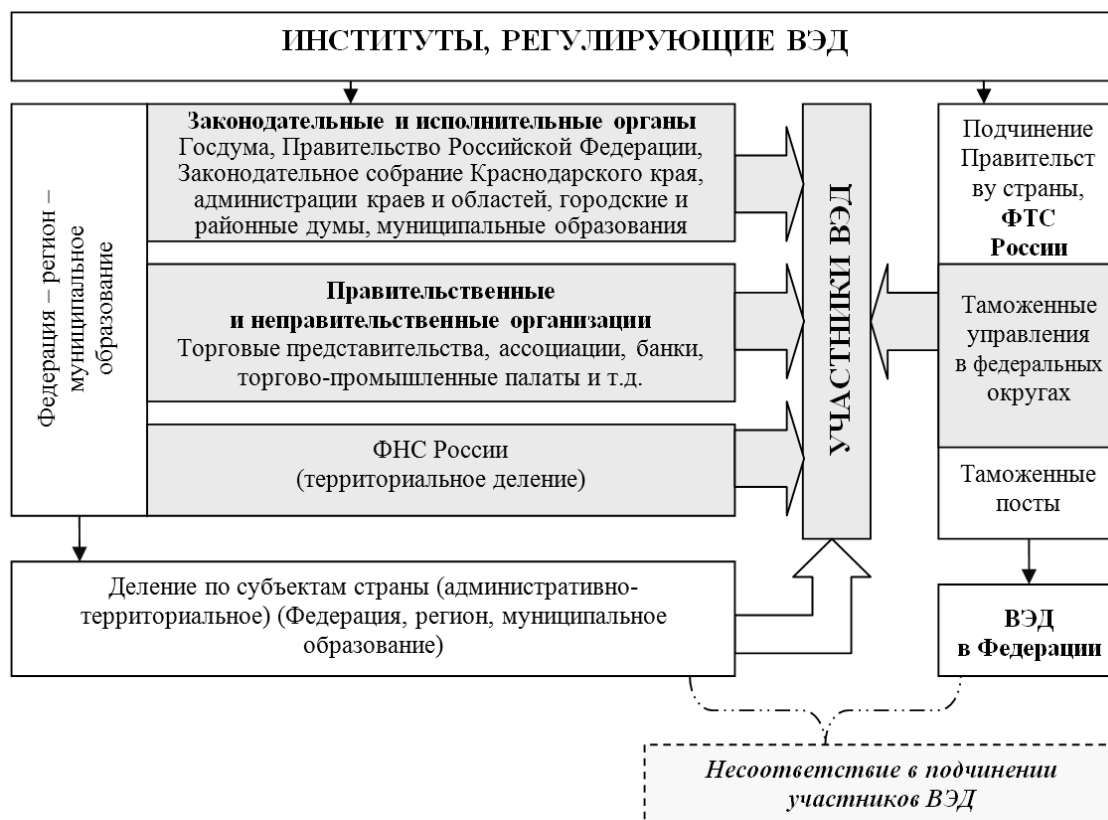 ИНСТИТУТЫ, РЕГУЛИРУЮЩИЕ ВЭД
Федерация – регион –
муниципальное
образование
Законодательные и исполнительные органы
Госдума, Правительство Российской Федерации,
Законодательное собрание Краснодарского края,
администрации краев и областей, городские и
районные думы, муниципальные образования
Правительственные
и неправительственные организации
Торговые представительства, ассоциации, банки,
торгово-промышленные палаты и т.д.
ФНС России
(территориальное деление)
УЧАСТНИКИ ВЭД
Подчинение
Правительст
ву страны,
ФТС
России
Таможенные
управления
в федеральных
округах
Таможенные
посты
Деление по субъектам страны (административно-
территориальное) (Федерация, регион, муниципальное
образование)
ВЭД
в Федерации
Несоответствие в подчинении
участников ВЭД